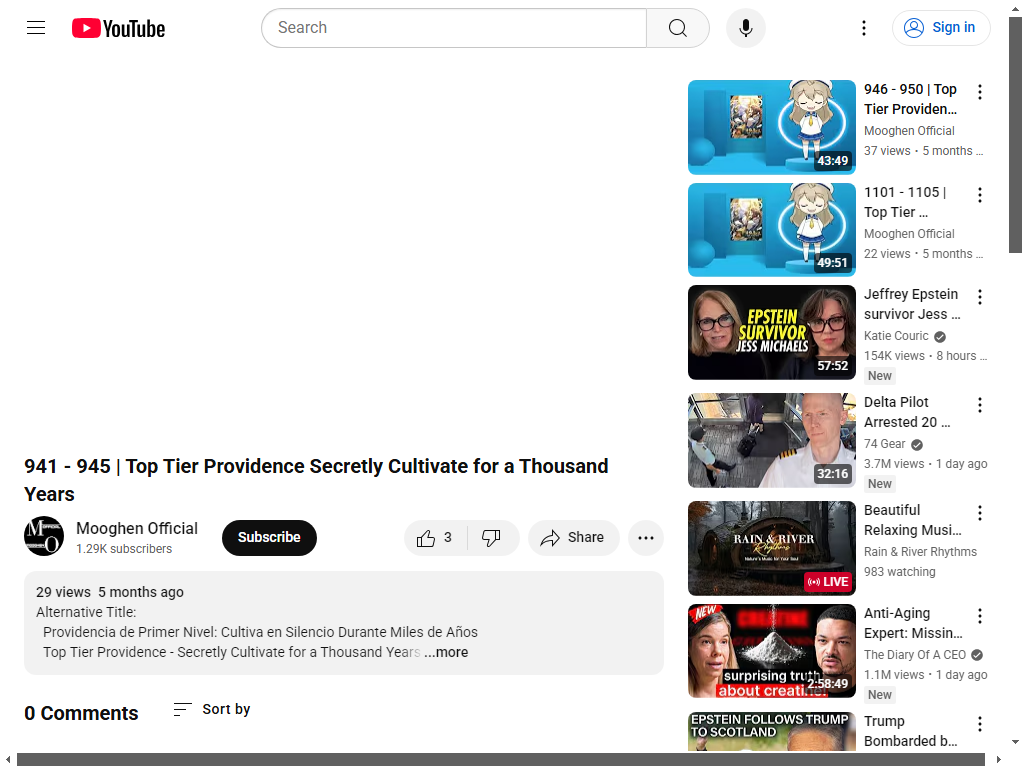 YouTube
Search
Sign in
941 - 945 | Top Tier Providence Secretly Cultivate for a Thousand
Years
Mooghen Official
1.29K subscribers
Subscribe
3
Share
29 views 5 months ago
Alternative Title:
Providencia de Primer Nivel: Cultiva en Silencio Durante Miles de Años
Top Tier Providence - Secretly Cultivate for a Thousand Years ...more
0 Comments
Sort by
43:49
946 - 950 | Top
Tier Providen...
Mooghen Official
37 views • 5 months ...
49:51
1101 - 1105 |
Top Tier ...
Mooghen Official
22 views • 5 months ...
EPSTEIN
SURVIVOR
JESS MICHAELS
57:52
Jeffrey Epstein
survivor Jess ...
Katie Couric
154K views • 8 hours ...
New
32:16
Delta Pilot
Arrested 20 ...
74 Gear
3.7M views • 1 day ago
New
RAIN & RIVER
Rhythms
Nature's Music for Your Soul
LIVE
Beautiful
Relaxing Musi...
Rain & River Rhythms
983 watching
NEW
CREATINE
surprising truth
about creatine!
2:58:49
Anti-Aging
Expert: Missin...
The Diary Of A CEO
1.1M views • 1 day ago
New
EPSTEIN FOLLOWS TRUMP
TO SCOTLAND
Trump
Bombarded b...